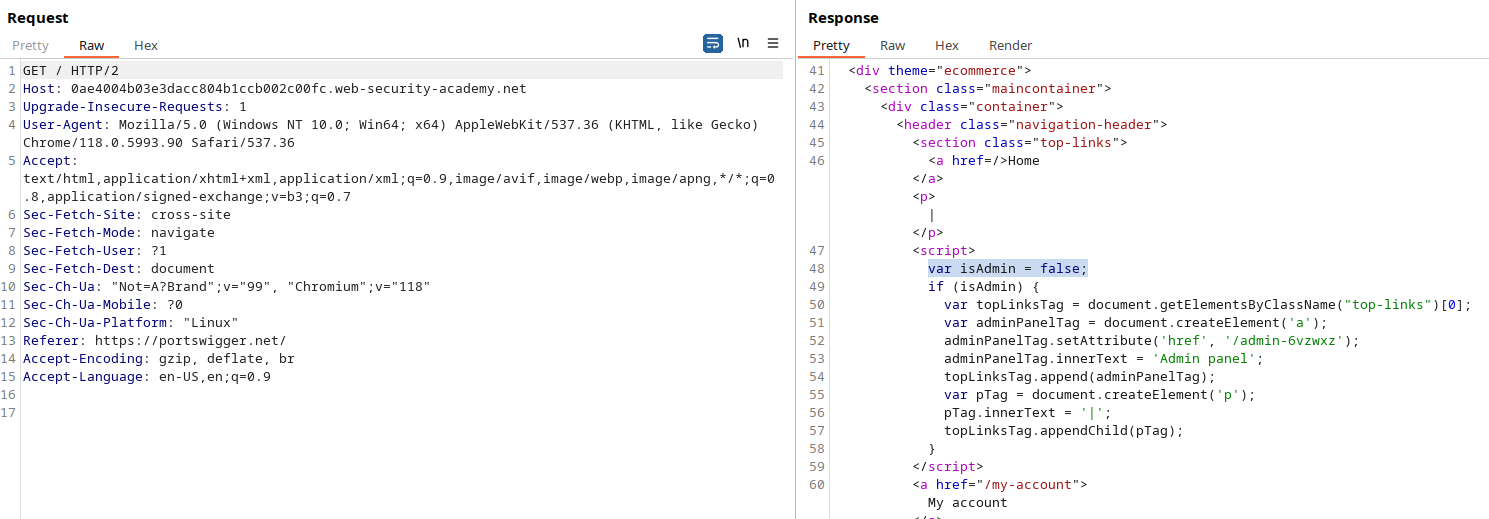 Request
Pretty Raw Hex
\n
1 GET / HTTP/2
2 Host: 0ae4004b03e3dacc804b1ccb002c00fc.web-security-academy.net
3 Upgrade-Insecure-Requests: 1
4 User-Agent: Mozilla/5.0 (Windows NT 10.0; Win64; x64) AppleWebKit/537.36 (KHTML, like Gecko)
Chrome/118.0.5993.90 Safari/537.36
5 Accept:
text/html,application/xhtml+xml,application/xml;q=0.9,image/avif,image/webp,image/apng,*/*;q=0
.8,application/signed-exchange;v=b3;q=0.7
6 Sec-Fetch-Site: cross-site
7 Sec-Fetch-Mode: navigate
8 Sec-Fetch-User: ?1
9 Sec-Fetch-Dest: document
10 Sec-Ch-Ua: "Not=A?Brand";v="99", "Chromium";v="118"
11 Sec-Ch-Ua-Mobile: ?0
12 Sec-Ch-Ua-Platform: "Linux"
13 Referer: https://portswigger.net/
14 Accept-Encoding: gzip, deflate, br
15 Accept-Language: en-US,en;q=0.9
16
17
Response
Pretty Raw Hex Render
41 <div theme="ecommerce">
42 <section class="maincontainer">
43 <div class="container">
44 <header class="navigation-header">
45 <section class="top-links">
46 <a href=/>Home
</a>
<p>
|
</p>
47 <script>
48 var isAdmin = false;
49 if (isAdmin) {
50 var topLinksTag = document.getElementsByClassName("top-links")[0];
51 var adminPanelTag = document.createElement('a');
52 adminPanelTag.setAttribute('href', '/admin-6vzwxz');
53 adminPanelTag.innerText = 'Admin panel';
54 topLinksTag.append(adminPanelTag);
55 var pTag = document.createElement('p');
56 pTag.innerText = '|';
57 topLinksTag.appendChild(pTag);
58 }
59 </script>
60 <a href="/my-account">
My account
</a>